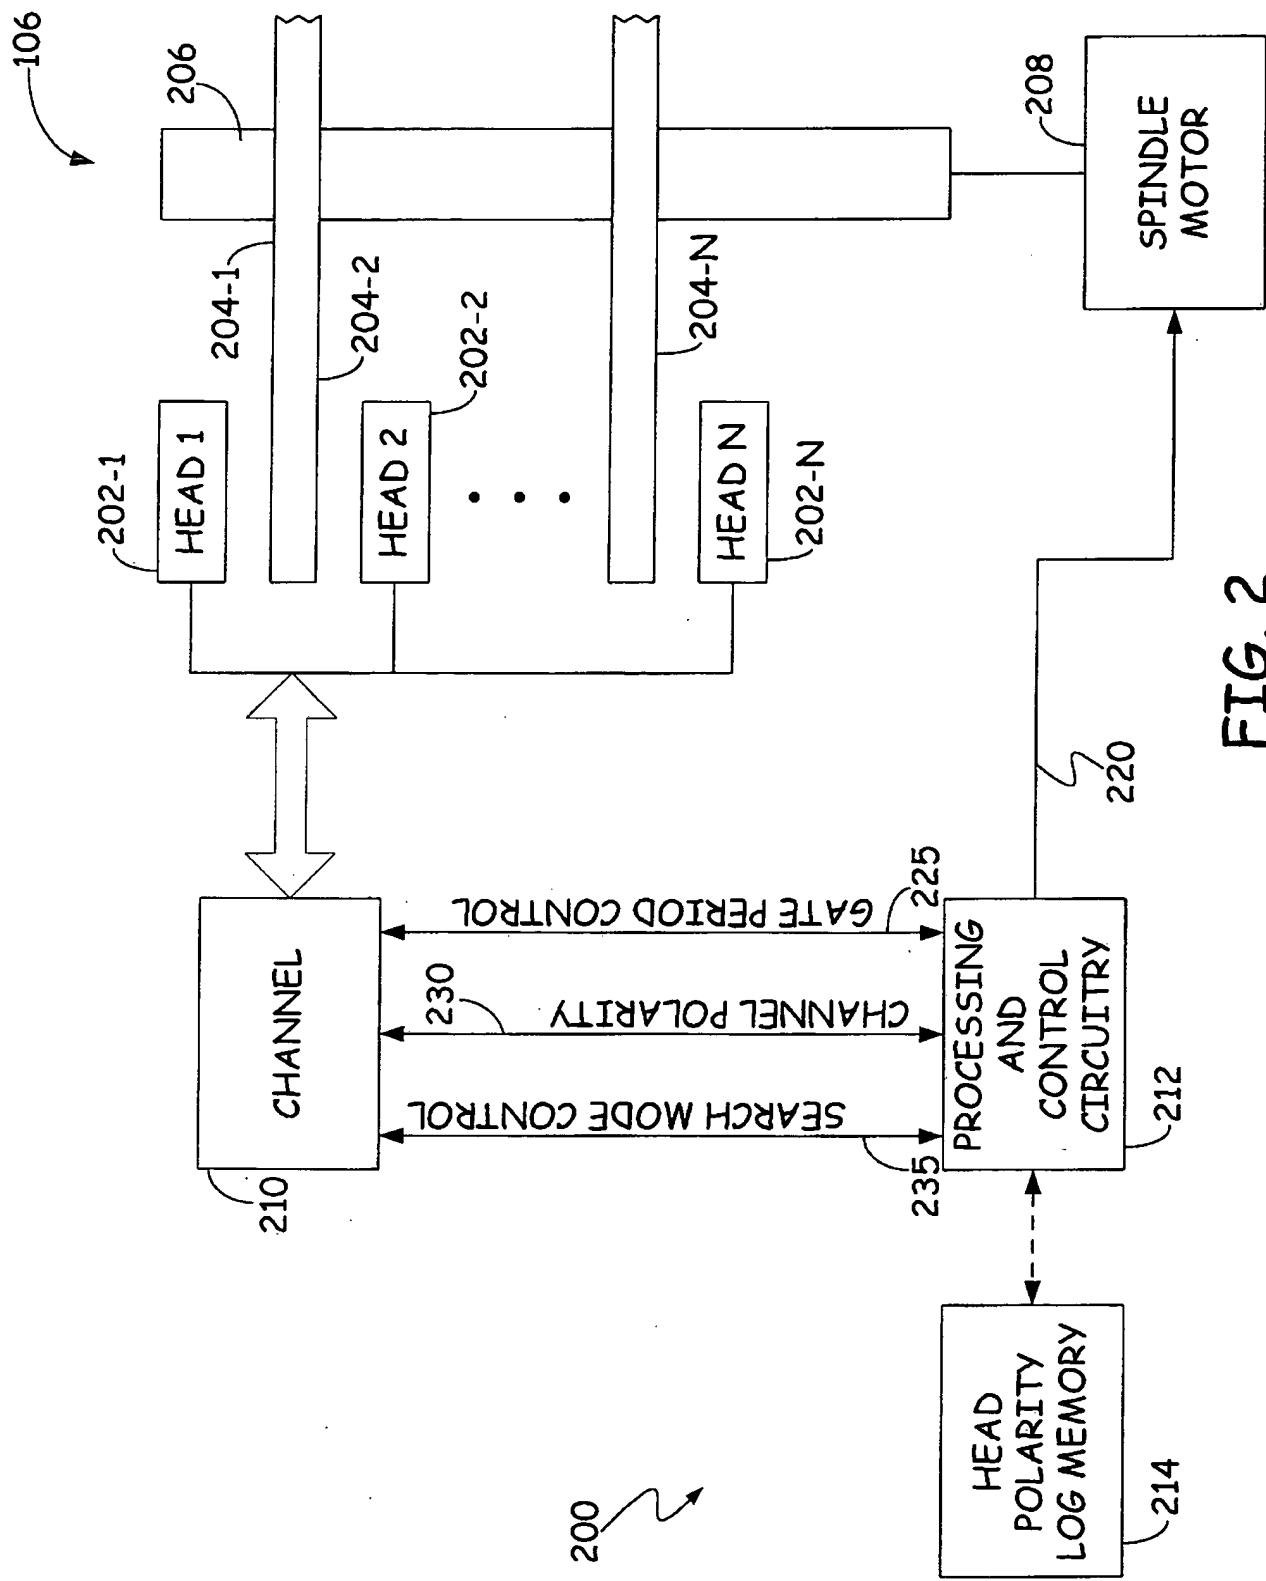 106
206
204-1
204-2
202-1
HEAD 1
HEAD 2
202-2
204-N
HEAD N
202-N
208
SPINDLE
MOTOR
CHANNEL
210
GATE PERIOD CONTROL
225
230
CHANNEL POLARITY
SEARCH MODE CONTROL
235
PROCESSING
AND
CONTROL
CIRCUITRY
212
220
HEAD
POLARITY
LOG MEMORY
214
200
FIG. 2